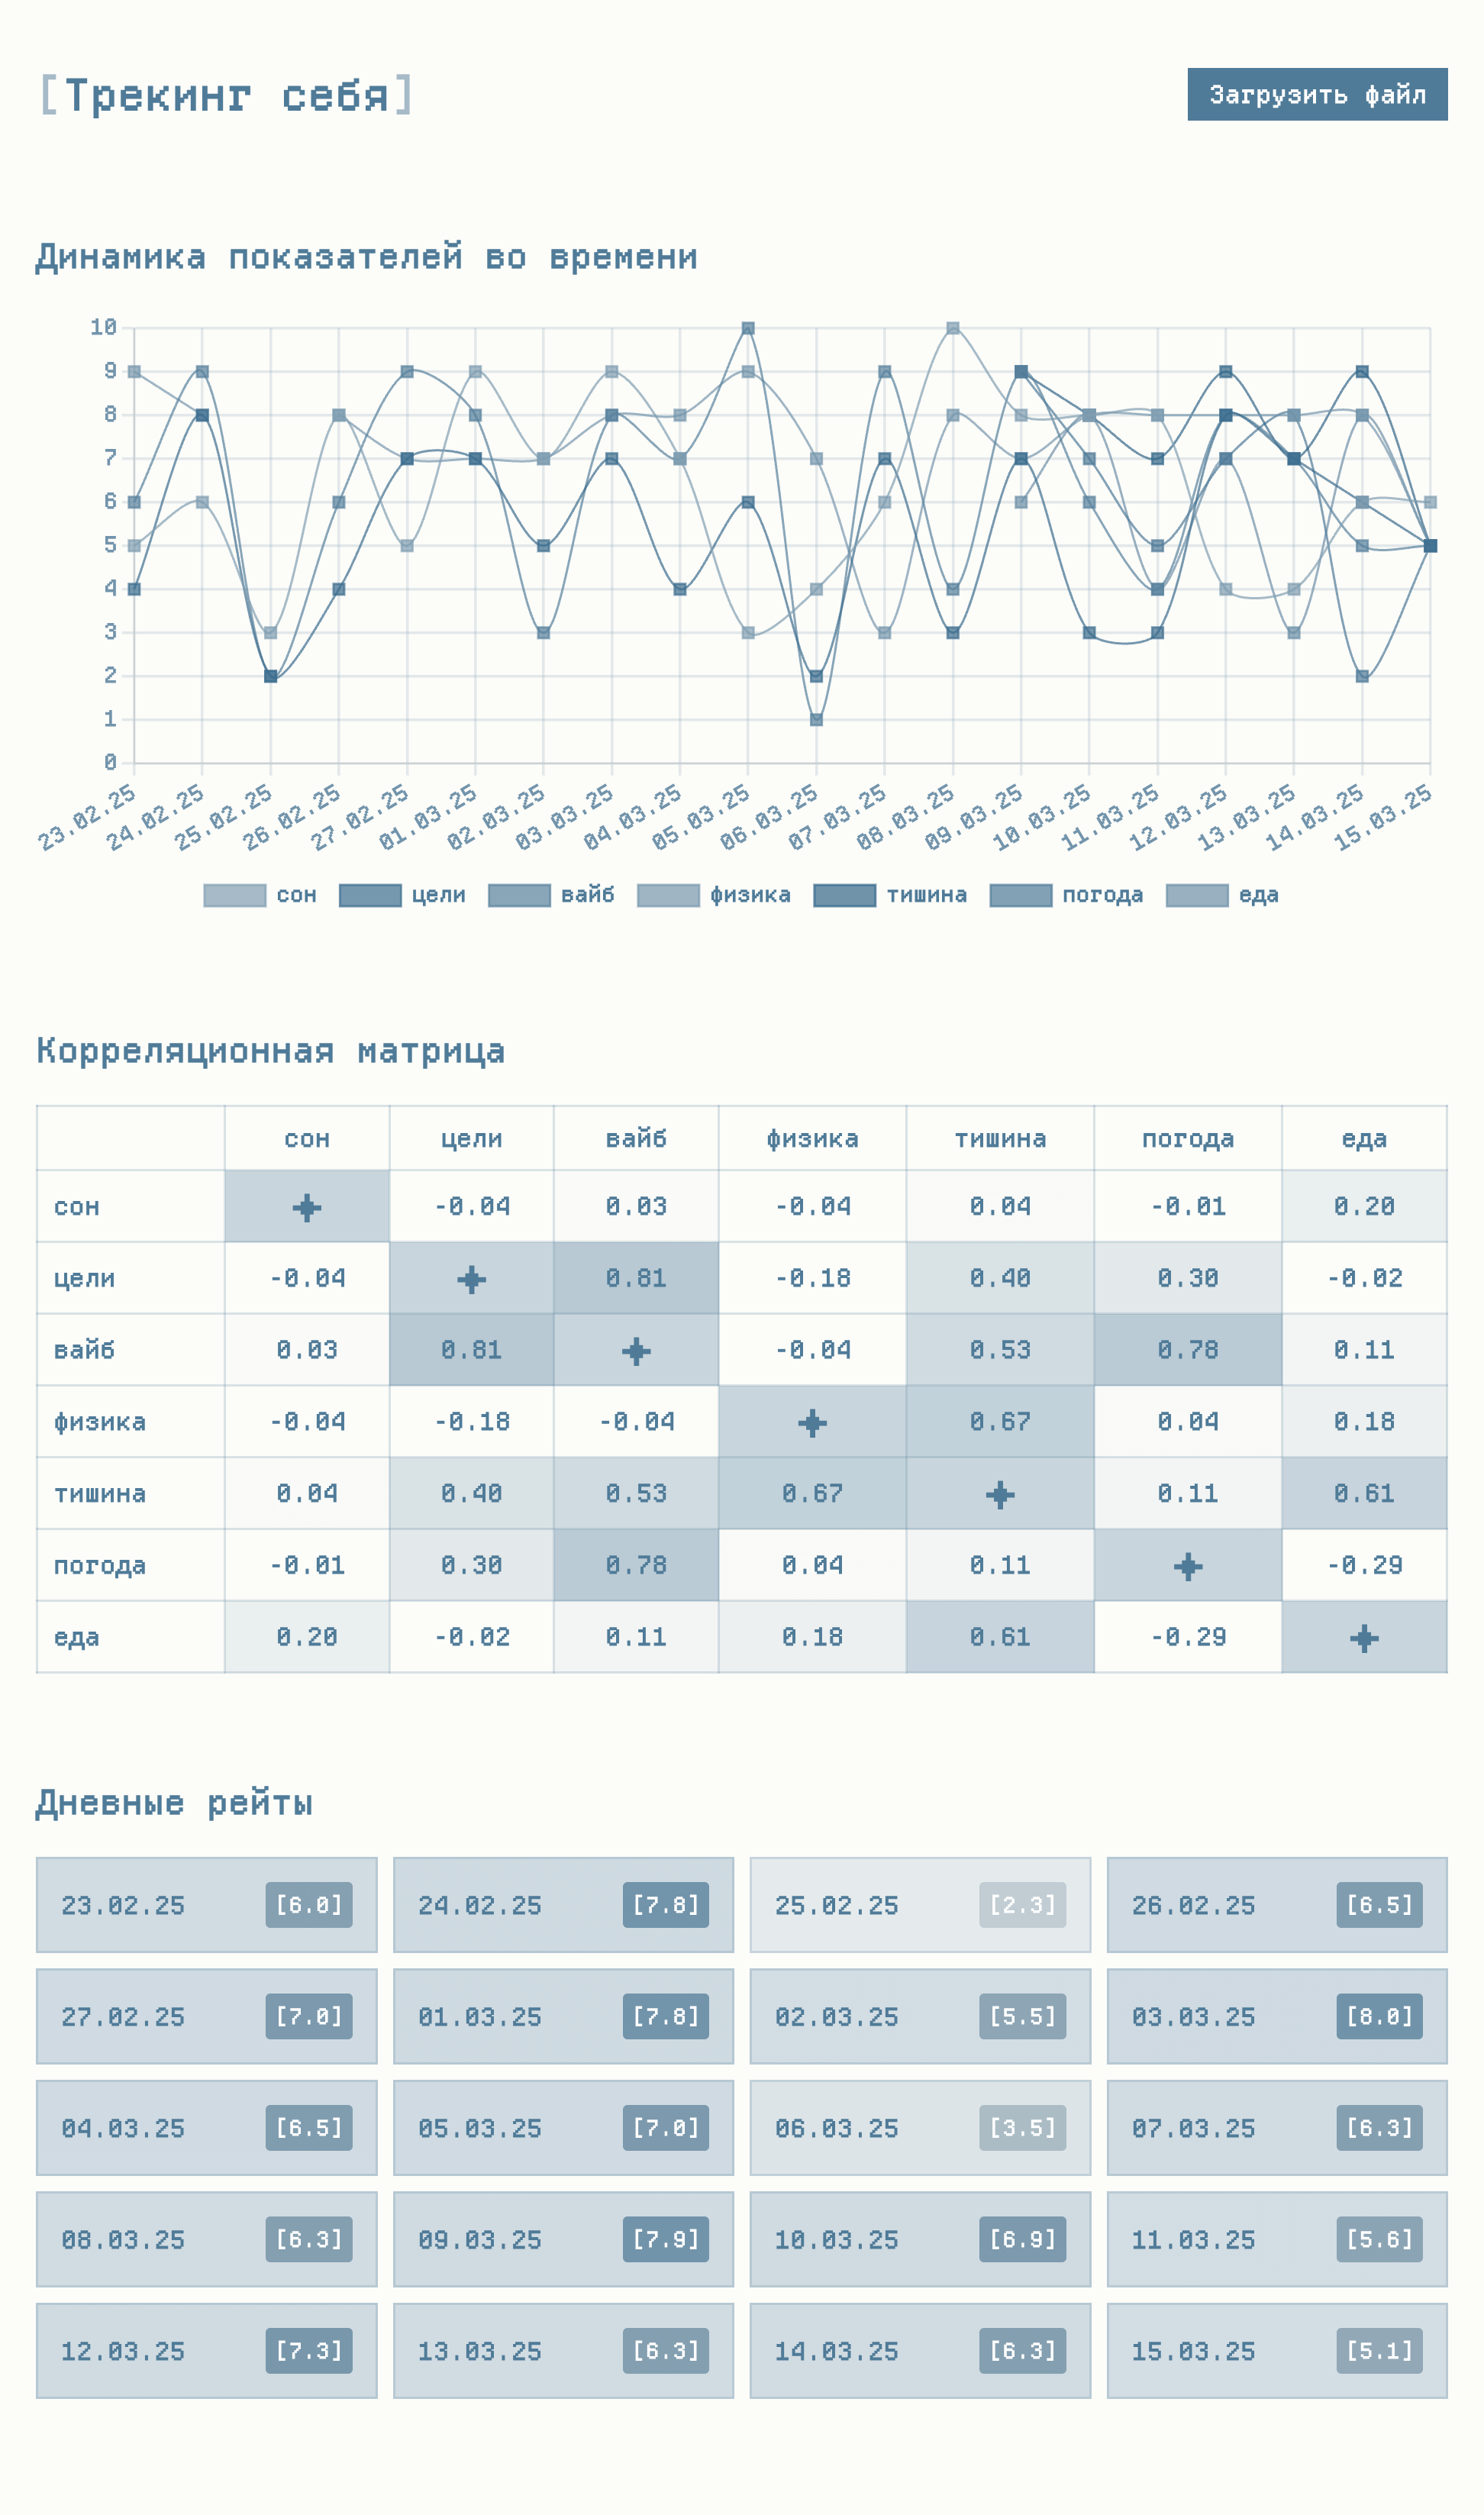 [Трекинг себя]
Загрузить файл
Динамика показателей во времени
10
9
8
7
6
5
4
3
2
1
0
23.02.25 24.02.25 25.02.25 26.02.25 27.02.25 01.03.25 02.03.25 03.03.25 04.03.25 05.03.25 06.03.25 07.03.25 08.03.25 09.03.25 10.03.25 11.03.25 12.03.25 13.03.25 14.03.25 15.03.25
сон цели вайб физика тишина погода еда
Корреляционная матрица
сон цели вайб физика тишина погода еда
сон -0.04 0.03 -0.04 0.04 -0.01 0.20
цели -0.04 0.81 -0.18 0.40 0.30 -0.02
вайб 0.03 0.81 -0.04 0.53 0.78 0.11
физика -0.04 -0.18 -0.04 0.67 0.04 0.18
тишина 0.04 0.40 0.53 0.67 0.11 0.61
погода -0.01 0.30 0.78 0.04 0.11 -0.29
еда 0.20 -0.02 0.11 0.18 0.61 -0.29
Дневные рейты
23.02.25 [6.0] 24.02.25 [7.8] 25.02.25 [2.3] 26.02.25 [6.5]
27.02.25 [7.0] 01.03.25 [7.8] 02.03.25 [5.5] 03.03.25 [8.0]
04.03.25 [6.5] 05.03.25 [7.0] 06.03.25 [3.5] 07.03.25 [6.3]
08.03.25 [6.3] 09.03.25 [7.9] 10.03.25 [6.9] 11.03.25 [5.6]
12.03.25 [7.3] 13.03.25 [6.3] 14.03.25 [6.3] 15.03.25 [5.1]